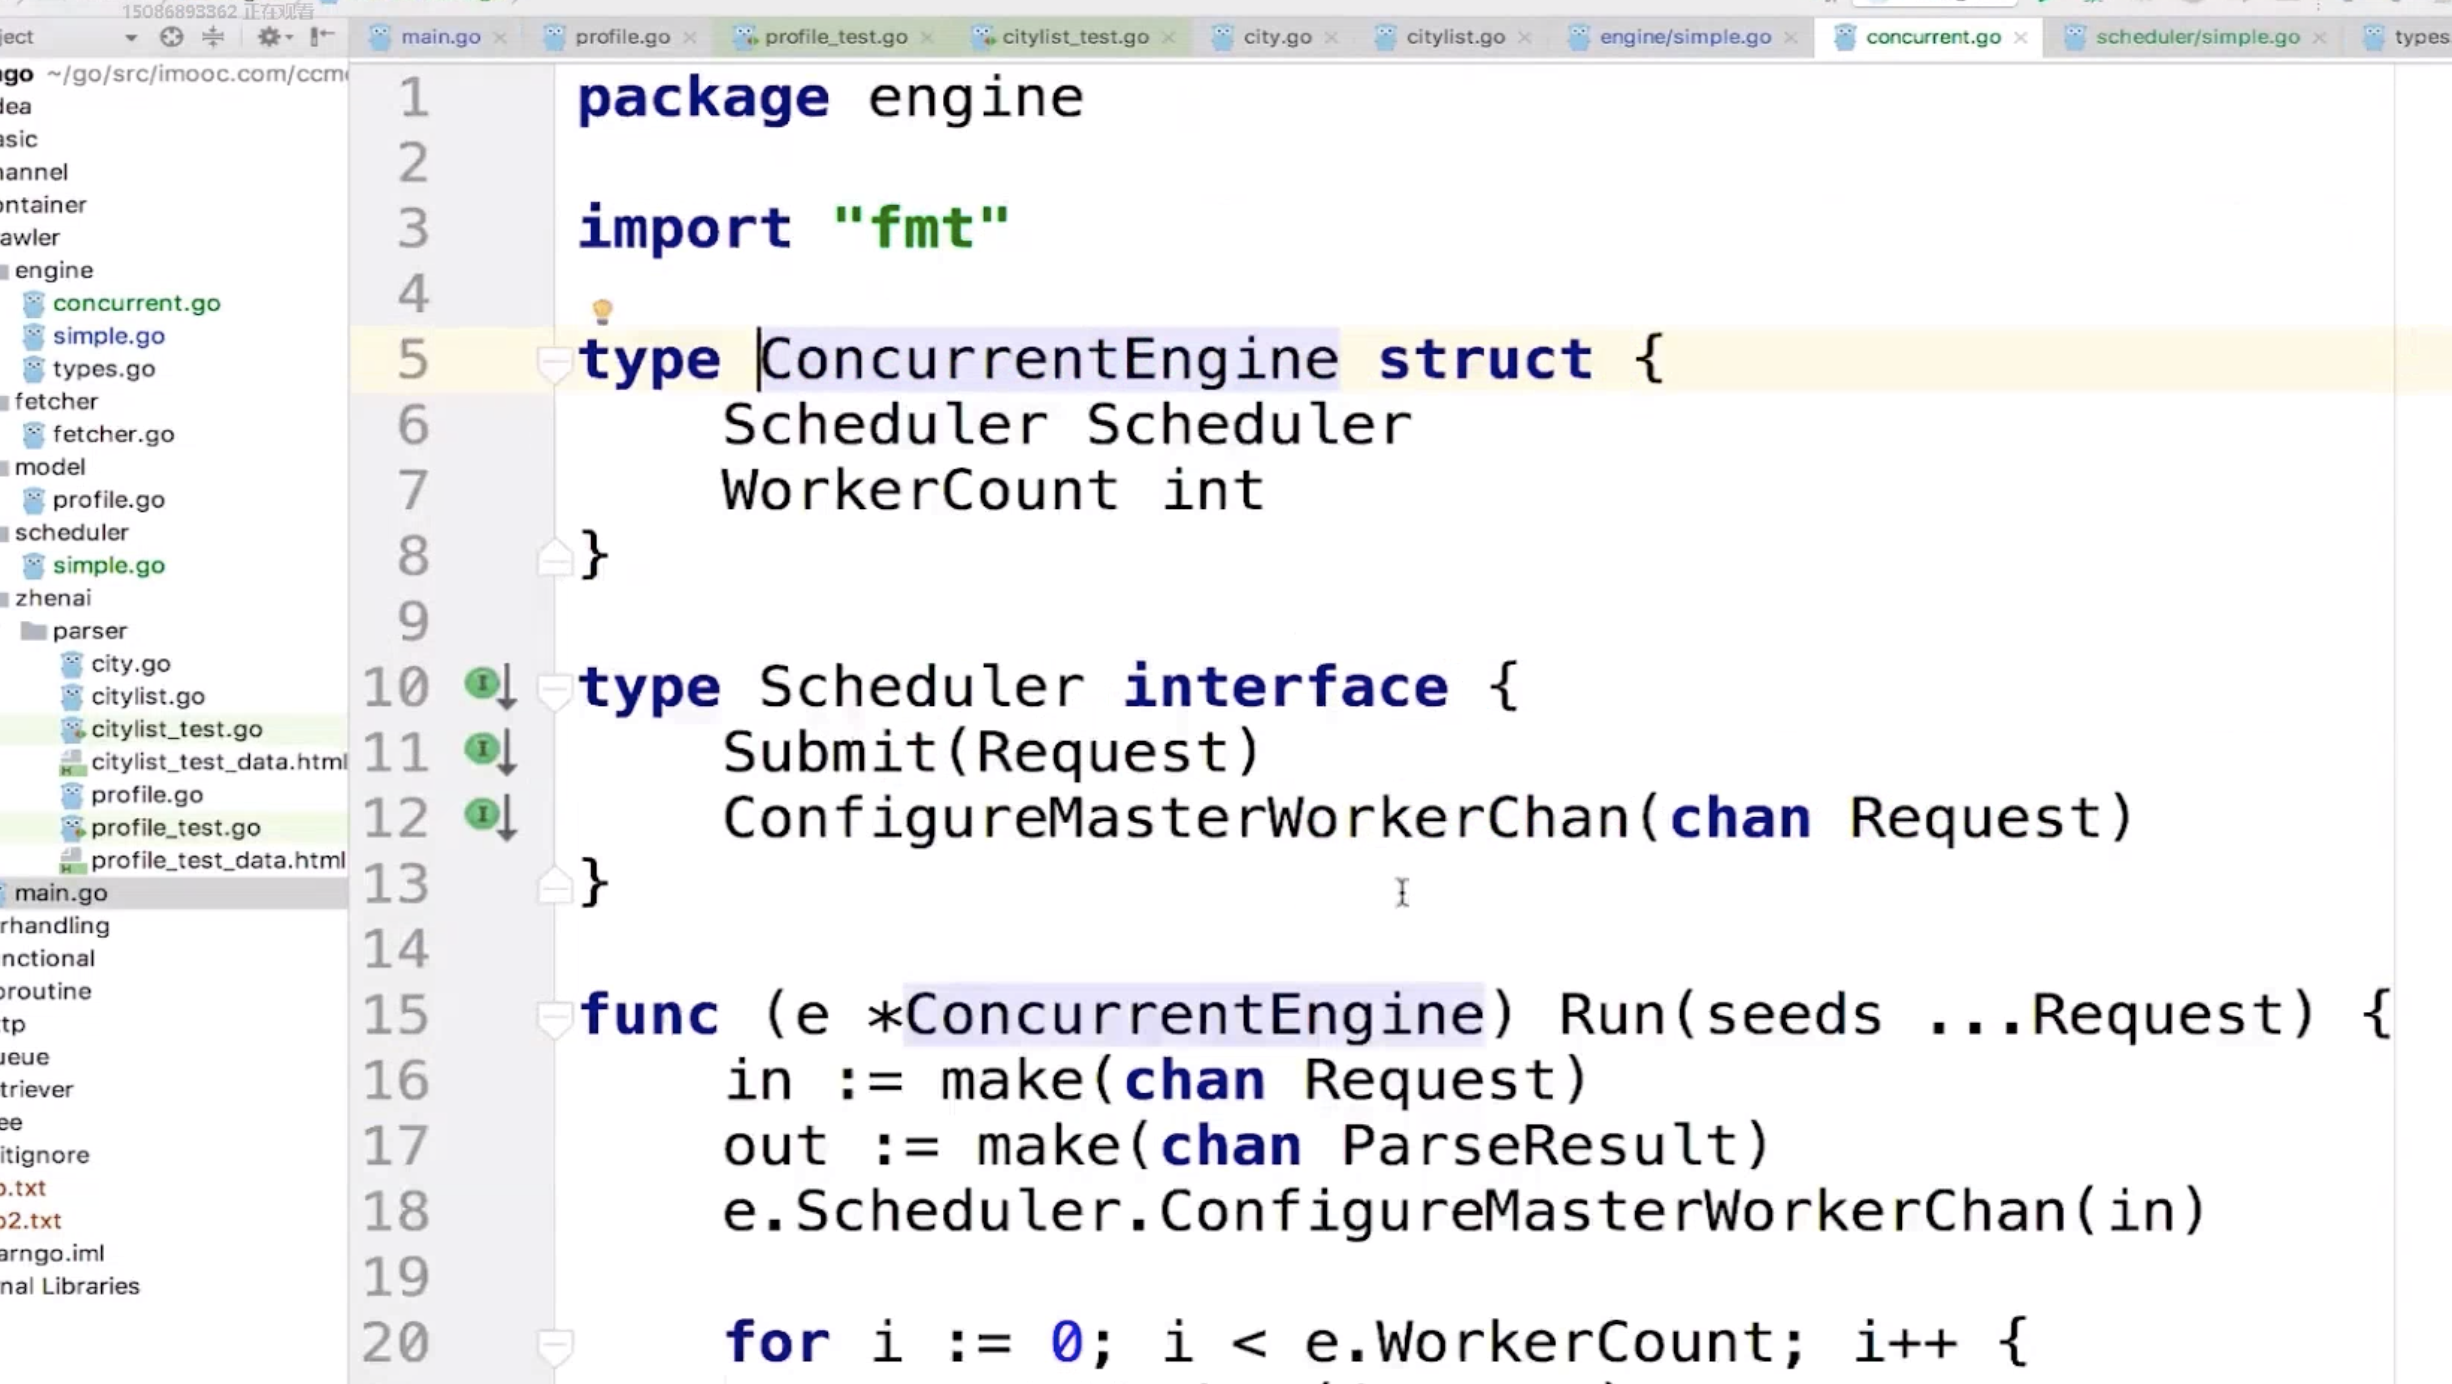 15086893362 正在观看
ject
main.go
profile.go
profile_test.go
citylist_test.go
city.go
citylist.go
engine/simple.go
concurrent.go
scheduler/simple.go
types
ngo ~/go/src/imooc.com/ccm
dea
asic
hannel
ontainer
rawler
engine
concurrent.go
simple.go
types.go
fetcher
fetcher.go
model
profile.go
scheduler
simple.go
zhenai
parser
city.go
citylist.go
citylist_test.go
citylist_test_data.html
profile.go
profile_test.go
profile_test_data.html
main.go
rhandling
nctional
oroutine
ttp
ueue
triever
ee
itignore
o.txt
o2.txt
arngo.iml
nal Libraries
1 package engine
2
3 import "fmt"
4
5 type ConcurrentEngine struct {
6 Scheduler Scheduler
7 WorkerCount int
8 }
9
10 type Scheduler interface {
11 Submit(Request)
12 ConfigureMasterWorkerChan(chan Request)
13 }
14
15 func (e *ConcurrentEngine) Run(seeds ...Request) {
16 in := make(chan Request)
17 out := make(chan ParseResult)
18 e.Scheduler.ConfigureMasterWorkerChan(in)
19
20 for i := 0; i < e.WorkerCount; i++ {